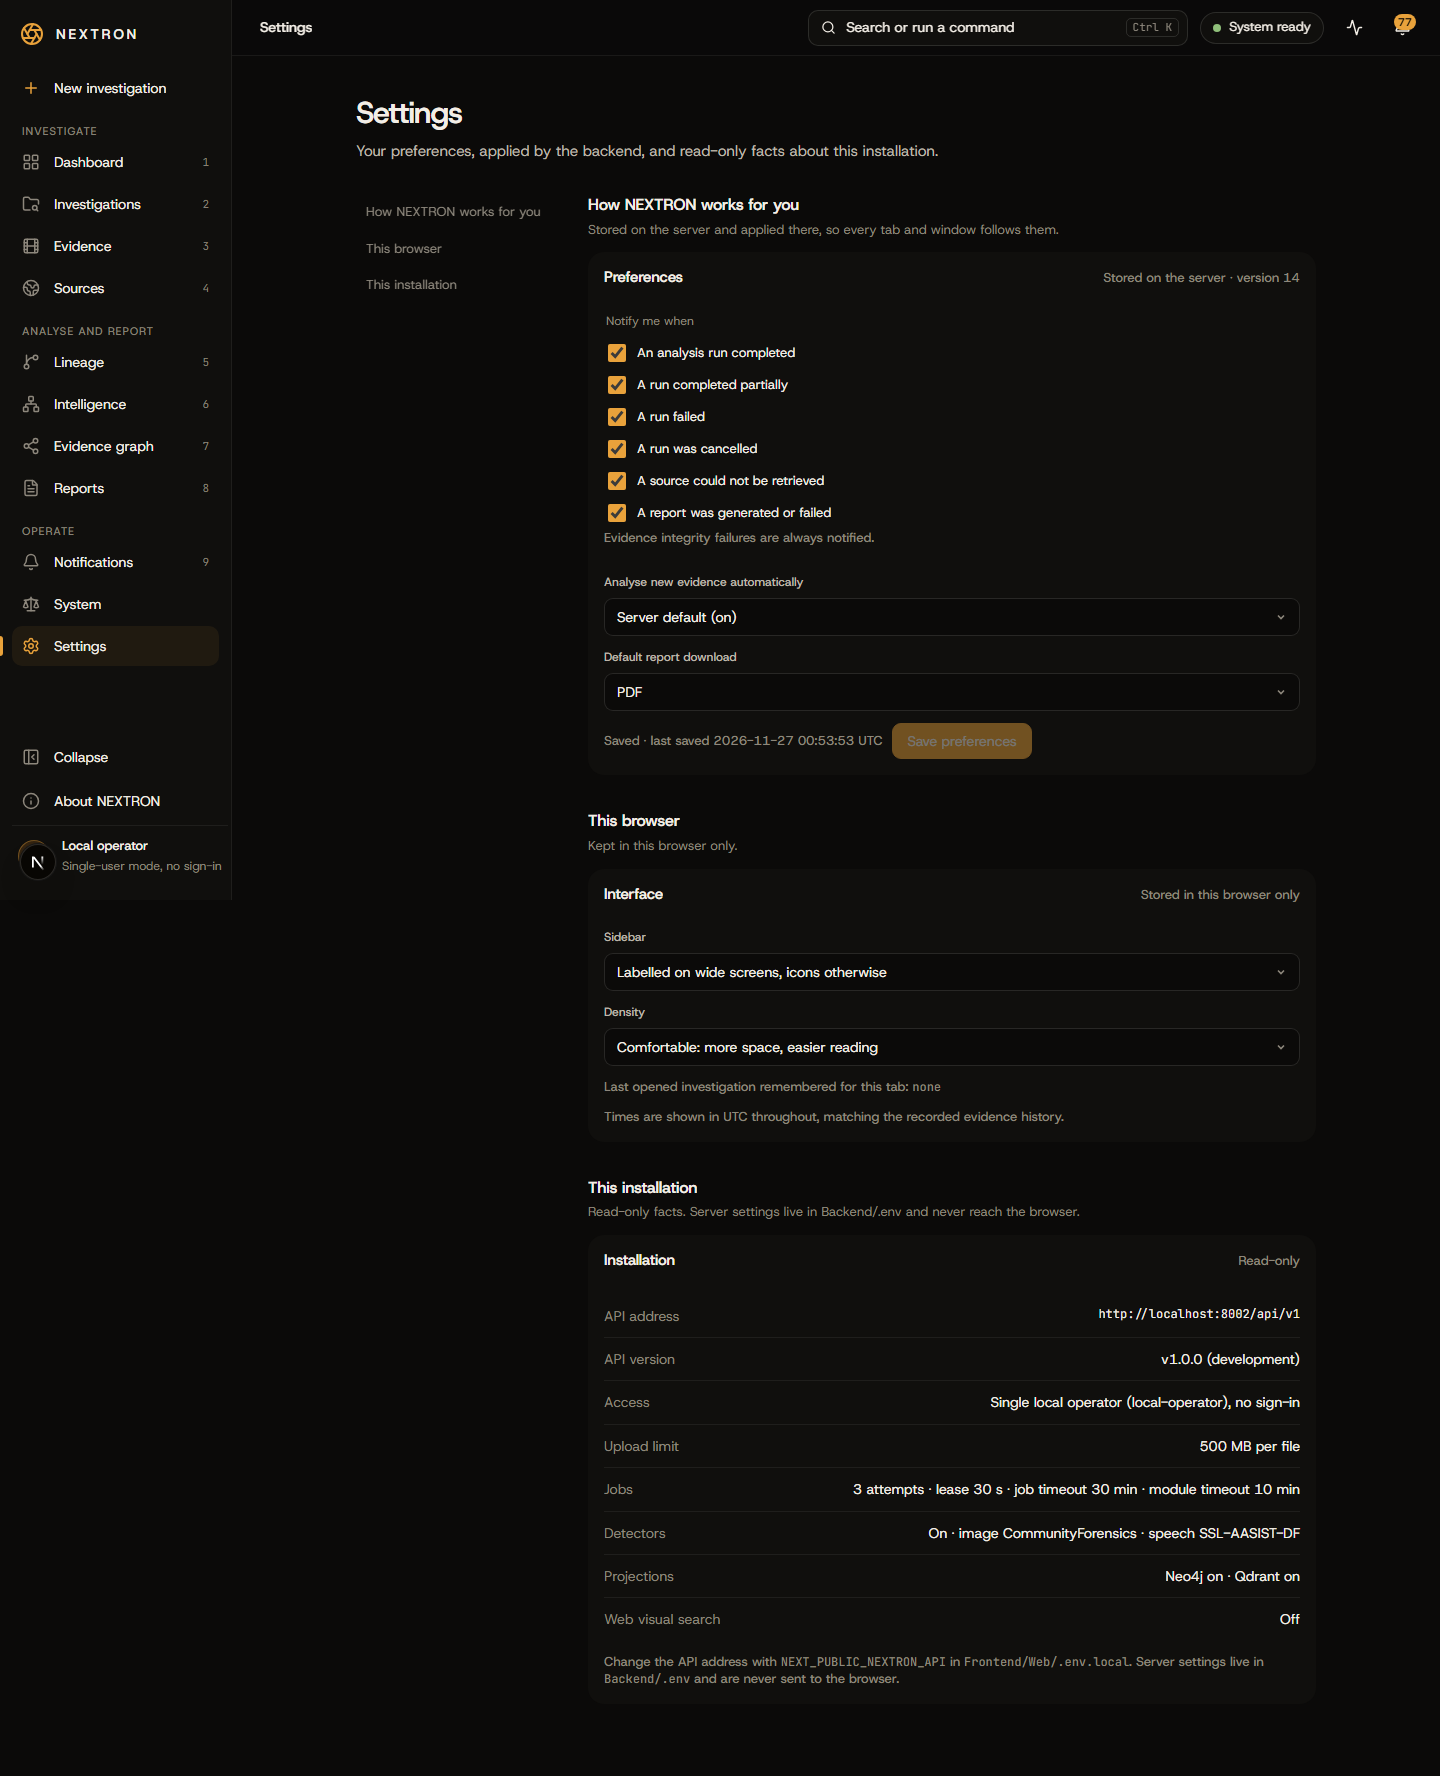 NEXTRON
New investigation
INVESTIGATE
Dashboard 1
Investigations 2
Evidence 3
Sources 4
ANALYSE AND REPORT
Lineage 5
Intelligence 6
Evidence graph 7
Reports 8
OPERATE
Notifications 9
System
Settings
Collapse
About NEXTRON
N
Local operator
Single-user mode, no sign-in
Settings
Search or run a command Ctrl K
System ready
77
Settings
Your preferences, applied by the backend, and read-only facts about this installation.
How NEXTRON works for you
This browser
This installation
How NEXTRON works for you
Stored on the server and applied there, so every tab and window follows them.
Preferences Stored on the server · version 14
Notify me when
An analysis run completed
A run completed partially
A run failed
A run was cancelled
A source could not be retrieved
A report was generated or failed
Evidence integrity failures are always notified.
Analyse new evidence automatically
Server default (on)
Default report download
PDF
Saved · last saved 2026-11-27 00:53:53 UTC Save preferences
This browser
Kept in this browser only.
Interface Stored in this browser only
Sidebar
Labelled on wide screens, icons otherwise
Density
Comfortable: more space, easier reading
Last opened investigation remembered for this tab: none
Times are shown in UTC throughout, matching the recorded evidence history.
This installation
Read-only facts. Server settings live in Backend/.env and never reach the browser.
Installation Read-only
API address http://localhost:8002/api/v1
API version v1.0.0 (development)
Access Single local operator (local-operator), no sign-in
Upload limit 500 MB per file
Jobs 3 attempts · lease 30 s · job timeout 30 min · module timeout 10 min
Detectors On · image CommunityForensics · speech SSL-AASIST-DF
Projections Neo4j on · Qdrant on
Web visual search Off
Change the API address with NEXT_PUBLIC_NEXTRON_API in Frontend/Web/.env.local. Server settings live in
Backend/.env and are never sent to the browser.